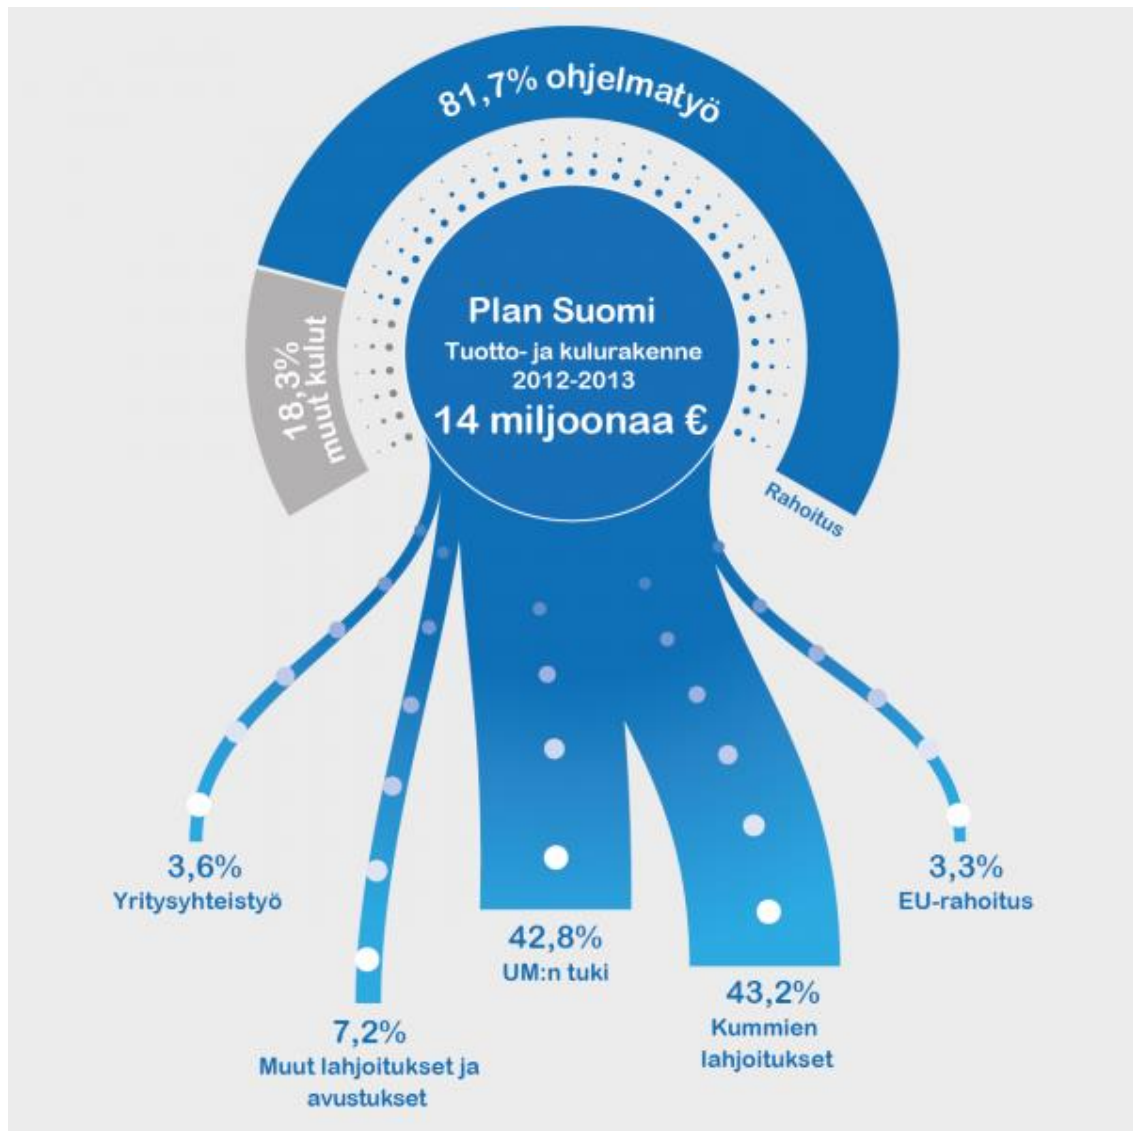 81,7% ohjelmatyö
18,3%
muut kulut
Plan Suomi
Tuotto- ja kulurakenne
2012-2013
14 miljoonaa €
Rahoitus
3,6%
Yritysyhteistyö
3,3%
EU-rahoitus
42,8%
UM:n tuki
43,2%
Kummien
lahjoitukset
7,2%
Muut lahjoitukset ja
avustukset